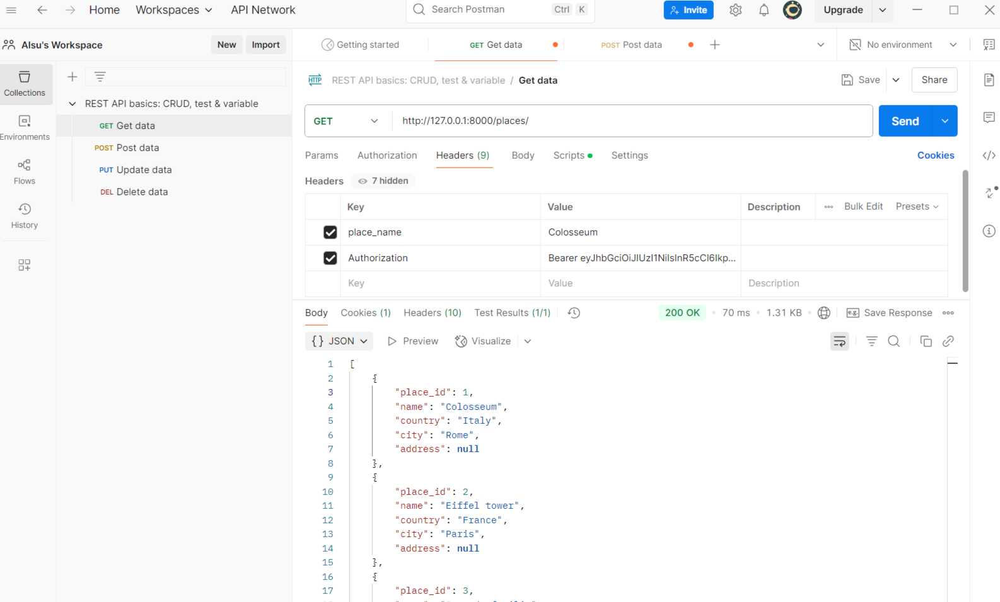 Home Workspaces API Network Search Postman Ctrl K Invite Upgrade
Alsu's Workspace New Import Getting started GET Get data POST Post data No environment
Collections
Environments
Flows
History
REST API basics: CRUD, test & variable
GET Get data
POST Post data
PUT Update data
DEL Delete data
HTTP REST API basics: CRUD, test & variable / Get data Save Share
GET http://127.0.0.1:8000/places/ Send
Params Authorization Headers (9) Body Scripts Settings Cookies
Headers 7 hidden
Key Value Description Bulk Edit Presets
place_name Colosseum
Authorization Bearer
Key Value Description
Body Cookies (1) Headers (10) Test Results (1/1) 200 OK 70 ms 1.31 KB e.g. Save Response
{} JSON Preview Visualize
1 [
2 {
3 "place_id": 1,
4 "name": "Colosseum",
5 "country": "Italy",
6 "city": "Rome",
7 "address": null
8 },
9 {
10 "place_id": 2,
11 "name": "Eiffel tower",
12 "country": "France",
13 "city": "Paris",
14 "address": null
15 },
16 {
17 "place_id": 3,